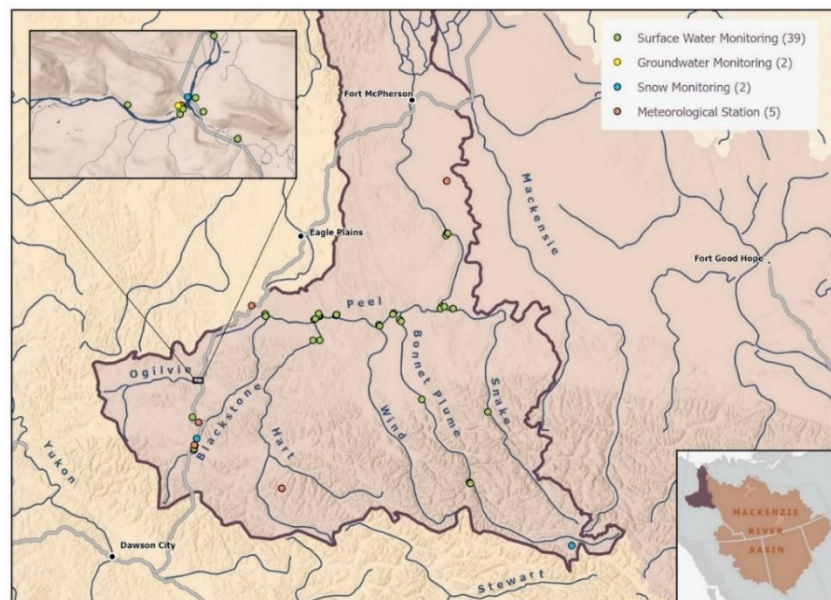 Surface Water Monitoring (39)
Groundwater Monitoring (2)
Snow Monitoring (2)
Meteorological Station (5)
Fort McPherson
Mackensie
Eagle Plains
Fort Good Hope
Peel
Ogilvie
Blackstone
Hart
Wind
Bonnet Plume
Snake
Yukon
Dawson City
Stewart
MACKENZIE
RIVER
BASIN